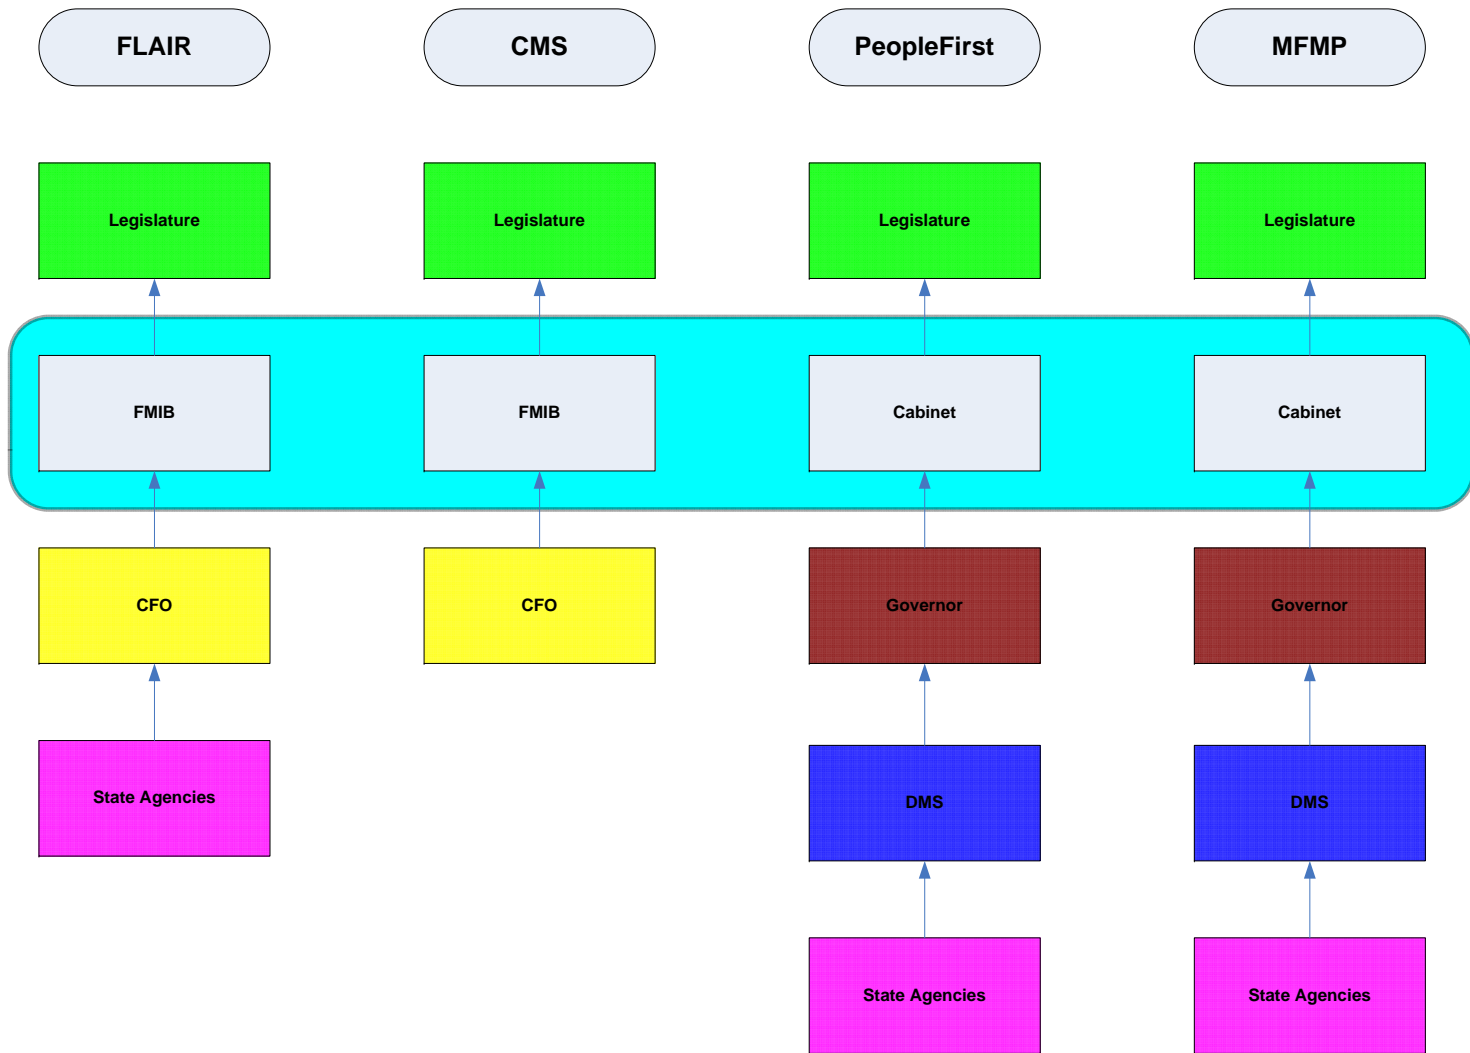 FLAIR
CMS
PeopleFirst
MFMP
Legislature
Legislature
Legislature
Legislature
FMIB
FMIB
Cabinet
Cabinet
CFO
CFO
Governor
Governor
State Agencies
DMS
DMS
State Agencies
State Agencies